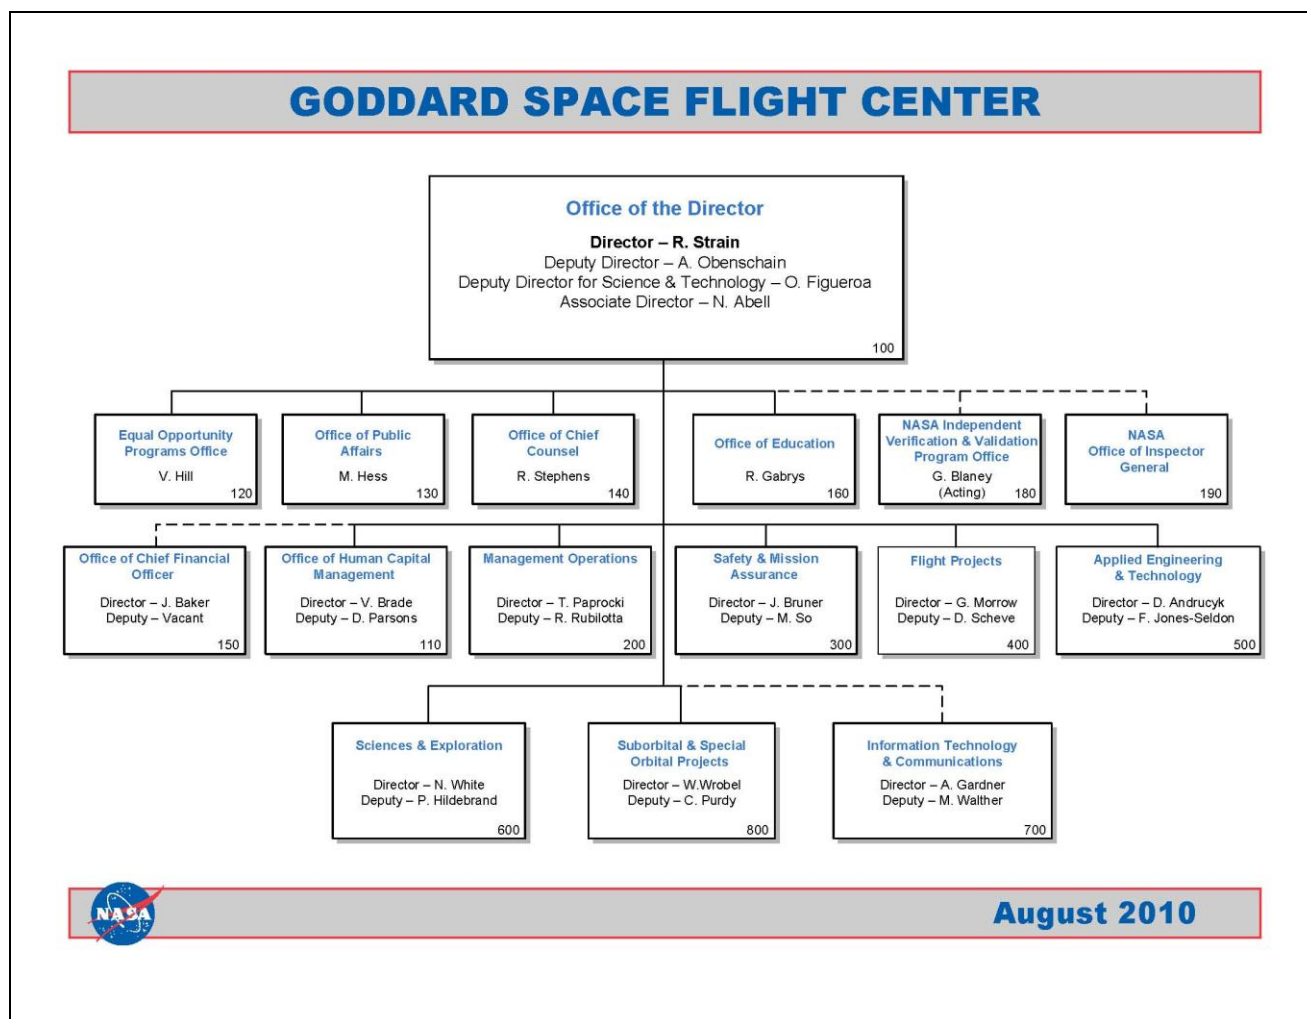 GODDARD SPACE FLIGHT CENTER
Office of the Director
Director – R. Strain
Deputy Director – A. Obenschain
Deputy Director for Science & Technology – O. Figueroa
Associate Director – N. Abell
100
Equal Opportunity
Programs Office
V. Hill
120
Office of Public
Affairs
M. Hess
130
Office of Chief
Counsel
R. Stephens
140
Office of Education
R. Gabrys
160
NASA Independent
Verification & Validation
Program Office
G. Blaney
(Acting)
180
NASA
Office of Inspector
General
190
Office of Chief Financial
Officer
Director – J. Baker
Deputy – Vacant
150
Office of Human Capital
Management
Director – V. Brade
Deputy – D. Parsons
110
Management Operations
Director – T. Paprocki
Deputy – R. Rubilotta
200
Safety & Mission
Assurance
Director – J. Bruner
Deputy – M. So
300
Flight Projects
Director – G. Morrow
Deputy – D. Scheve
400
Applied Engineering
& Technology
Director – D. Andrucyk
Deputy – F. Jones-Seldon
500
Sciences & Exploration
Director – N. White
Deputy – P. Hildebrand
600
Suborbital & Special
Orbital Projects
Director – W.Wrobel
Deputy – C. Purdy
800
Information Technology
& Communications
Director – A. Gardner
Deputy – M. Walther
700
NASA
August 2010